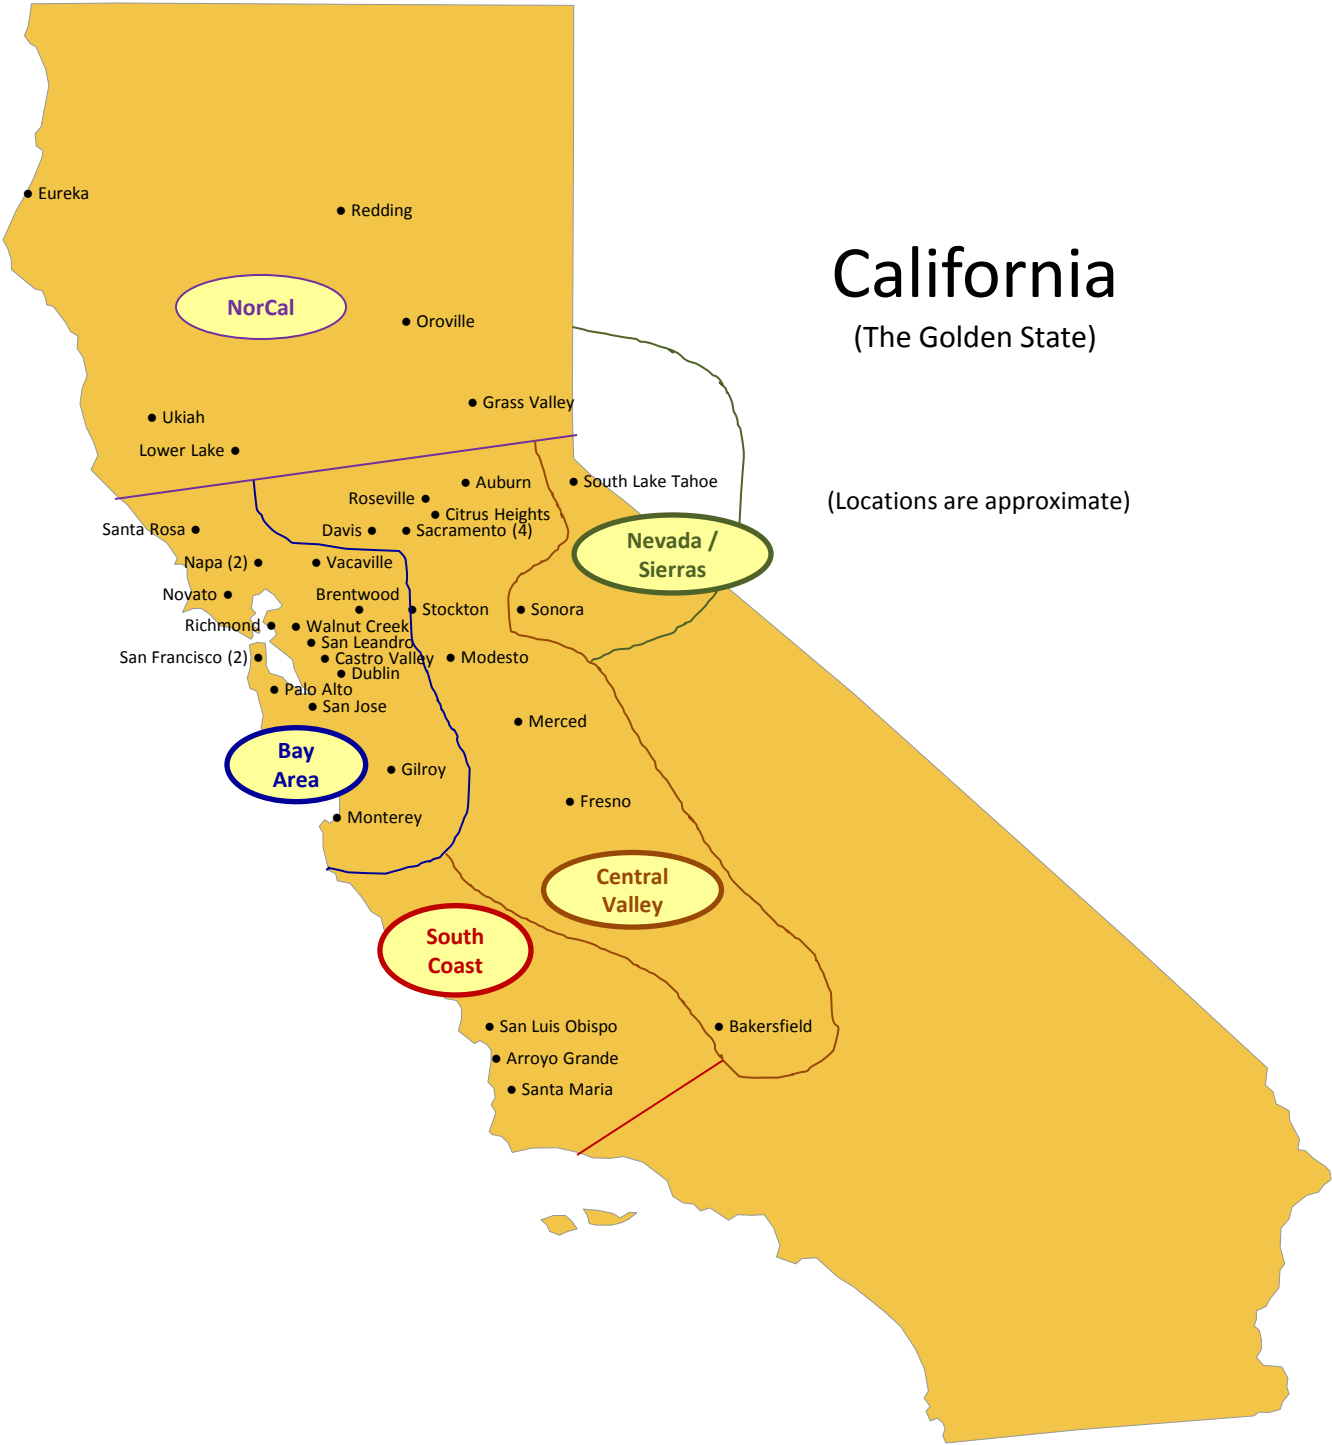 California
(The Golden State)
(Locations are approximate)
Eureka
Redding
NorCal
Oroville
Grass Valley
Ukiah
Lower Lake
Auburn
South Lake Tahoe
Roseville
Citrus Heights
Santa Rosa
Davis
Sacramento (4)
Nevada /
Sierras
Napa (2)
Vacaville
Novato
Brentwood
Stockton
Sonora
Richmond
Walnut Creek
San Leandro
San Francisco (2)
Castro Valley
Modesto
Dublin
Palo Alto
San Jose
Merced
Bay
Area
Gilroy
Fresno
Monterey
Central
Valley
South
Coast
San Luis Obispo
Bakersfield
Arroyo Grande
Santa Maria